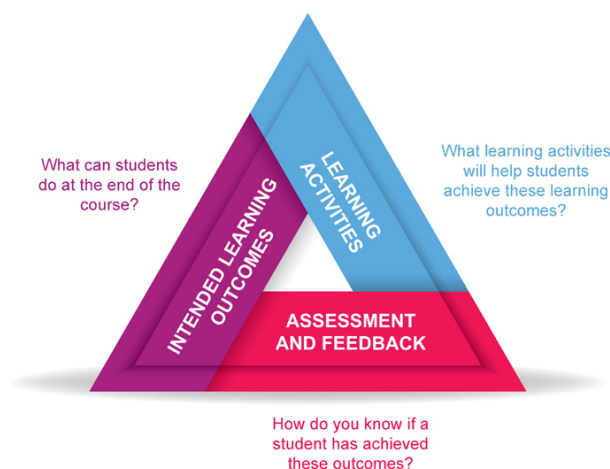 What can students
do at the end of the
course?
INTENDED LEARNING
OUTCOMES
LEARNING
ACTIVITIES
What learning activities
will help students
achieve these learning
outcomes?
ASSESSMENT
AND FEEDBACK
How do you know if a
student has achieved
these outcomes?